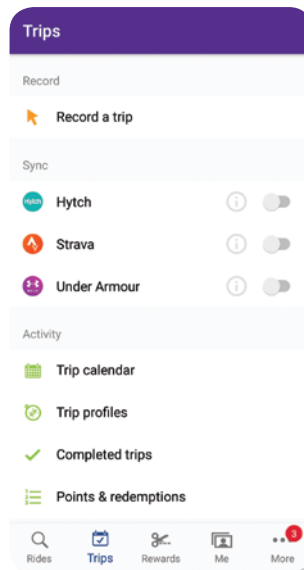 Trips
Record
Record a trip
Sync
Hytch
Hytch
Strava
Under Armour
Activity
Trip calendar
Trip profiles
Completed trips
Points & redemptions
3
Rides Trips Rewards Me More